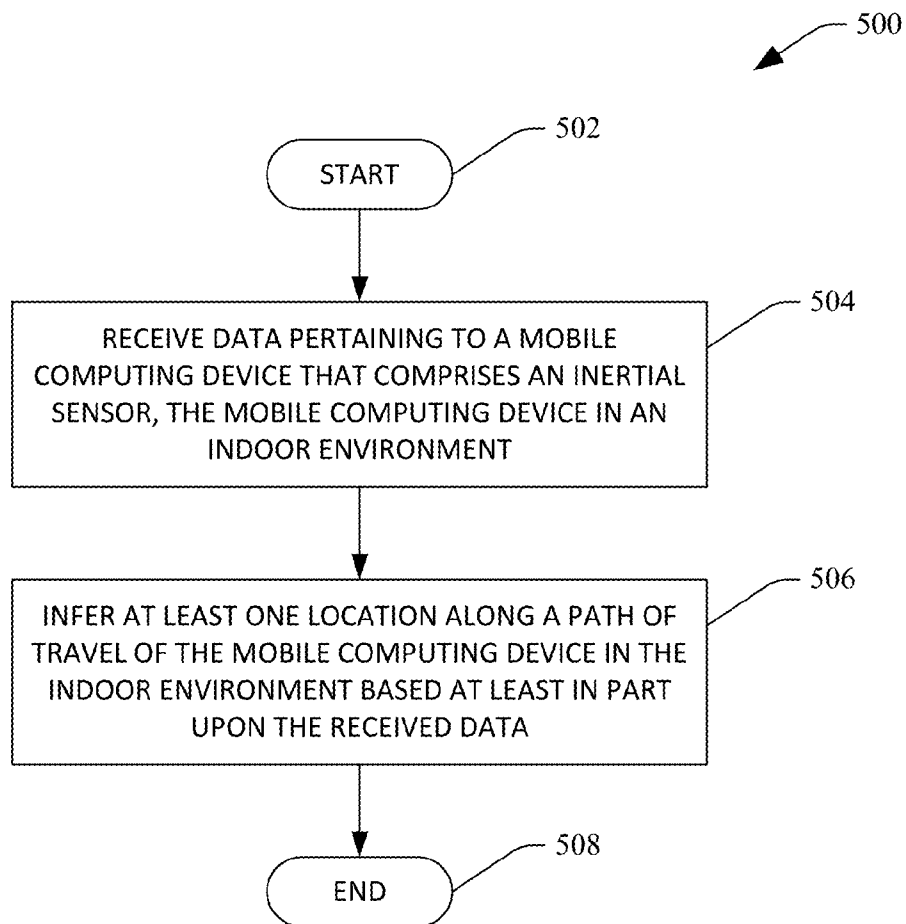 500
502
START
504
RECEIVE DATA PERTAINING TO A MOBILE
COMPUTING DEVICE THAT COMPRISES AN INERTIAL
SENSOR, THE MOBILE COMPUTING DEVICE IN AN
INDOOR ENVIRONMENT
506
INFER AT LEAST ONE LOCATION ALONG A PATH OF
TRAVEL OF THE MOBILE COMPUTING DEVICE IN THE
INDOOR ENVIRONMENT BASED AT LEAST IN PART
UPON THE RECEIVED DATA
508
END